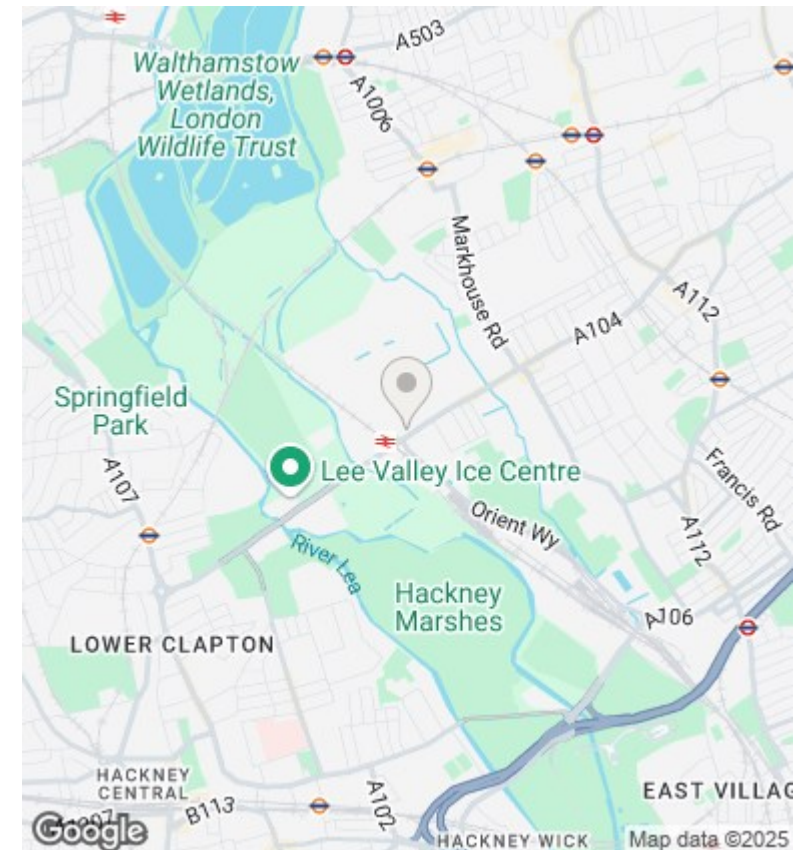 A503
Walthamstow
Wetlands,
London
Wildlife Trust
A1006
Markhouse Rd
A112
A104
Springfield
Park
A107
Lee Valley Ice Centre
Francis Rd
Orient Wy
A112
River Lea
Hackney
Marshes
A106
LOWER CLAPTON
HACKNEY
CENTRAL
B113
A102
EAST VILLAG
HACKNEY WICK
Google
Map data ©2025